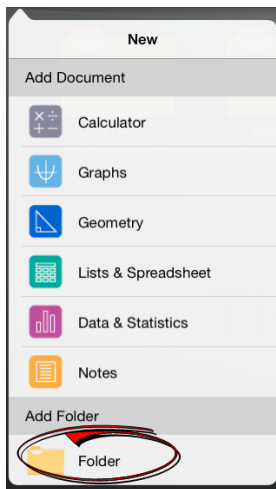 New
Add Document
Calculator
Graphs
Geometry
Lists & Spreadsheet
Data & Statistics
Notes
Add Folder
Folder